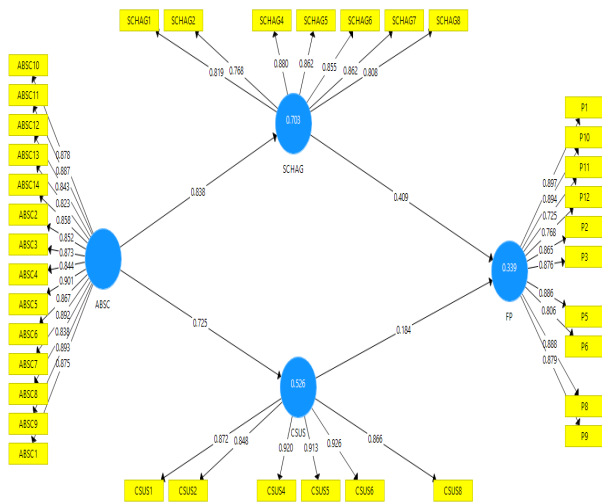 SCHAG1 SCHAG2 SCHAG4 SCHAG5 SCHAG6 SCHAG7 SCHAG8
0.819 0.768 0.880 0.862 0.855 0.862 0.808
0.703
SCHAG
ABSC10
ABSC11
ABSC12
ABSC13
ABSC14
ABSC2
ABSC3
ABSC4
ABSC5
ABSC6
ABSC7
ABSC8
ABSC9
ABSC1
0.878
0.887
0.843
0.823
0.858
0.852
0.873
0.844
0.901
0.867
0.892
0.838
0.893
0.875
ABSC
0.838
0.409
0.725
0.184
P1
P10
P11
P12
P2
P3
P5
P6
P8
P9
0.897
0.894
0.725
0.768
0.865
0.876
0.886
0.806
0.888
0.879
0.339
FP
0.526
CSUS
0.872 0.848 0.920 0.913 0.926 0.866
CSUS1 CSUS2 CSUS4 CSUS5 CSUS6 CSUS8